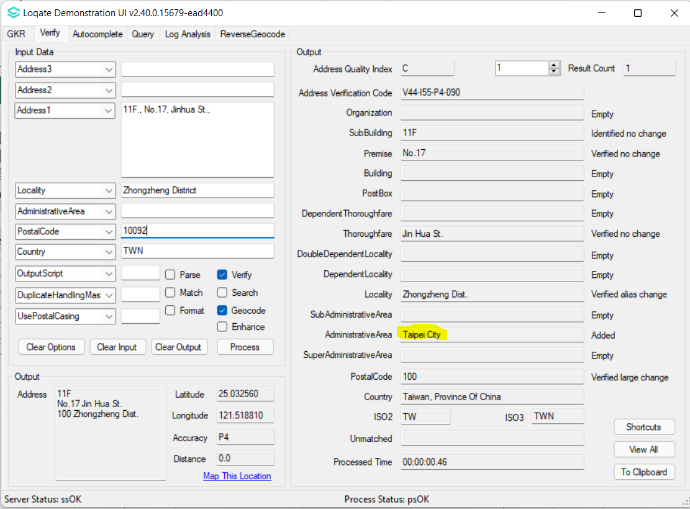 Loqate Demonstration UI v2.40.0.15679-ead4400
GKR Verify Autocomplete Query Log Analysis ReverseGeocode
Input Data
Address3
Address2
Address1 11F., No.17, Jinhua St.,
Locality Zhongzheng District
AdministrativeArea
PostalCode 10092
Country TWN
OutputScript Parse Verify
DuplicateHandlingMas Match Search
UsePostalCasing Format Geocode
Enhance
Clear Options Clear Input Clear Output Process
Output
Address 11F
No.17 Jin Hua St.
100 Zhongzheng Dist.
Latitude 25.032560
Longitude 121.518810
Accuracy P4
Distance 0.0
Map This Location
Output
Address Quality Index C 1 Result Count 1
Address Verification Code V44-I55-P4-090
Organization Empty
SubBuilding 11F Identified no change
Premise No.17 Verified no change
Building Empty
PostBox Empty
DependentThoroughfare Empty
Thoroughfare Jin Hua St. Verified no change
DoubleDependentLocality Empty
DependentLocality Empty
Locality Zhongzheng Dist. Verified alias change
SubAdministrativeArea Empty
AdministrativeArea Taipei City Added
SuperAdministrativeArea Empty
PostalCode 100 Verified large change
Country Taiwan, Province Of China
ISO2 TW ISO3 TWN
Unmatched
Processed Time 00:00:00.46
Shortcuts
View All
To Clipboard
Server Status: ssOK Process Status: psOK